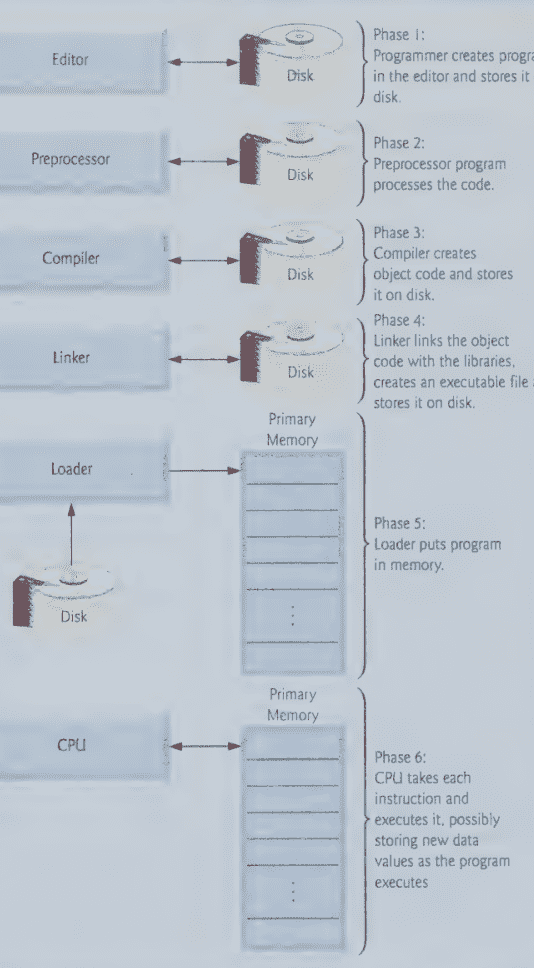 Editor
Disk
Phase 1:
Programmer creates
in the editor and stores it
disk.
Preprocessor
Disk
Phase 2:
Preprocessor program
processes the code.
Compiler
Disk
Phase 3:
Compiler creates
object code and stores
it on disk.
Linker
Disk
Phase 4:
Linker links the object
code with the libraries,
creates an executable file
stores it on disk.
Loader
Disk
Primary
Memory
Phase 5:
Loader puts program
in memory.
CPU
Primary
Memory
Phase 6:
CPU takes each
instruction and
executes it, possibly
storing new data
values as the program
executes